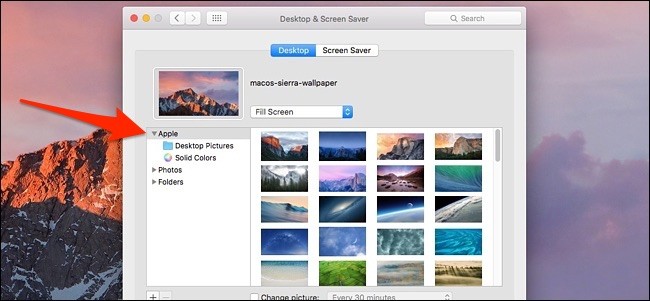 Desktop & Screen Saver
Search
Desktop Screen Saver
macos-sierra-wallpaper
Fill Screen
Apple
Desktop Pictures
Solid Colors
Photos
Folders
+ − Change picture: Every 30 minutes